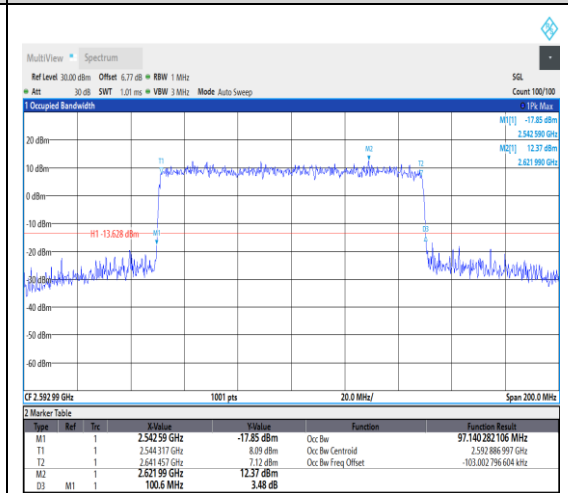 MultiView Spectrum
Ref Level 30.00 dBm Offset 6.77 dB RBW 1 MHz SGL
Att 30 dB SWT 1.01 ms VBW 3 MHz Mode Auto Sweep Count 100/100
1 Occupied Bandwidth 1Pk Max
M1[1] -17.85 dBm
2.542 590 GHz
M2[1] 12.37 dBm
2.621 990 GHz
20 dBm
10 dBm
0 dBm
-10 dBm
-20 dBm
-30 dBm
-40 dBm
-50 dBm
-60 dBm
T1
M2
T2
H1 -13.628 dBm
M1
D3
CF 2.592 99 GHz 1001 pts 20.0 MHz/ Span 200.0 MHz
2 Marker Table
Type Ref Trc X-Value Y-Value Function Function Result
M1 1 2.542 59 GHz -17.85 dBm Occ Bw 97.140 282 106 MHz
T1 1 2.544 317 GHz 8.09 dBm Occ Bw Centroid 2.592 886 997 GHz
T2 1 2.641 457 GHz 7.12 dBm Occ Bw Freq Offset -103.002 796 604 kHz
M2 1 2.621 99 GHz 12.37 dBm
D3 M1 1 100.6 MHz 3.48 dB